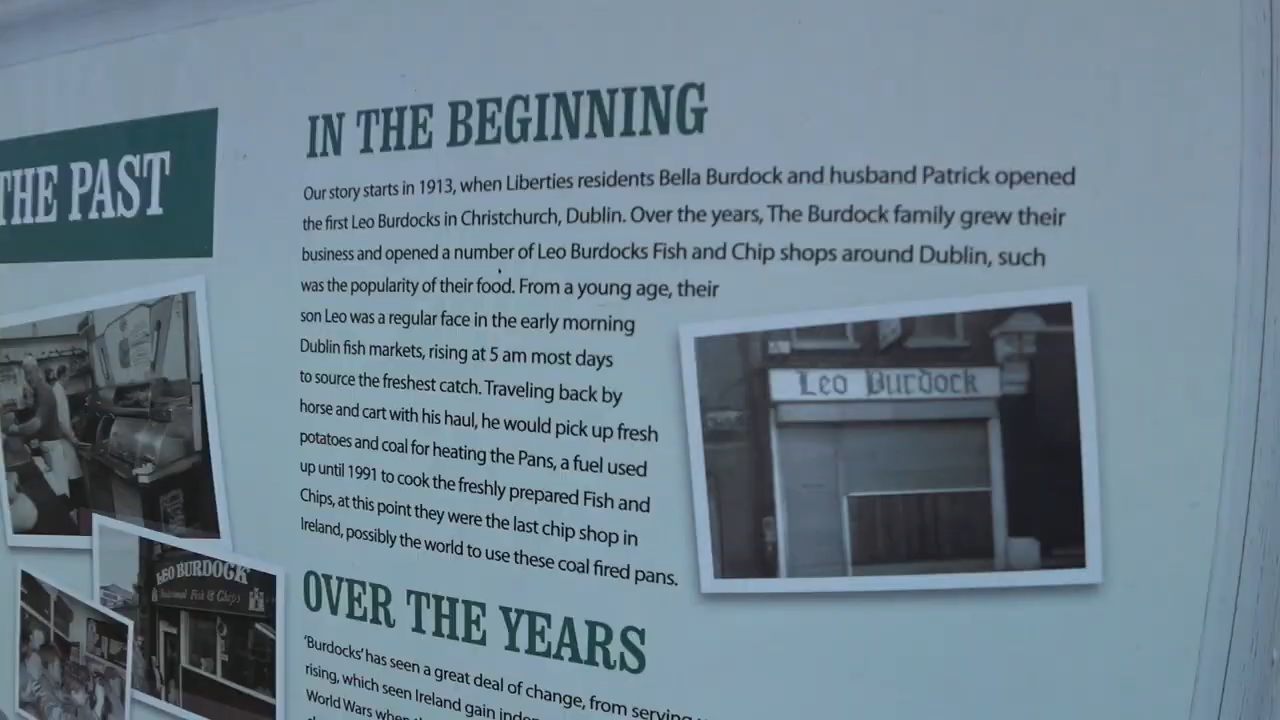 THE PAST
IN THE BEGINNING
Our story starts in 1913, when Liberties residents Bella Burdock and husband Patrick opened
the first Leo Burdocks in Christchurch, Dublin. Over the years, The Burdock family grew their
business and opened a number of Leo Burdocks Fish and Chip shops around Dublin, such
was the popularity of their food. From a young age, their
son Leo was a regular face in the early morning
Dublin fish markets, rising at 5 am most days
to source the freshest catch. Traveling back by
horse and cart with his haul, he would pick up fresh
potatoes and coal for heating the Pans, a fuel used
up until 1991 to cook the freshly prepared Fish and
Chips, at this point they were the last chip shop in
Ireland, possibly the world to use these coal fired pans.
Leo Burdock
LEO BURDOCK
Traditional Fish & Chips
OVER THE YEARS
'Burdocks' has seen a great deal of change, from serving
rising, which seen Ireland gain
World Wars when